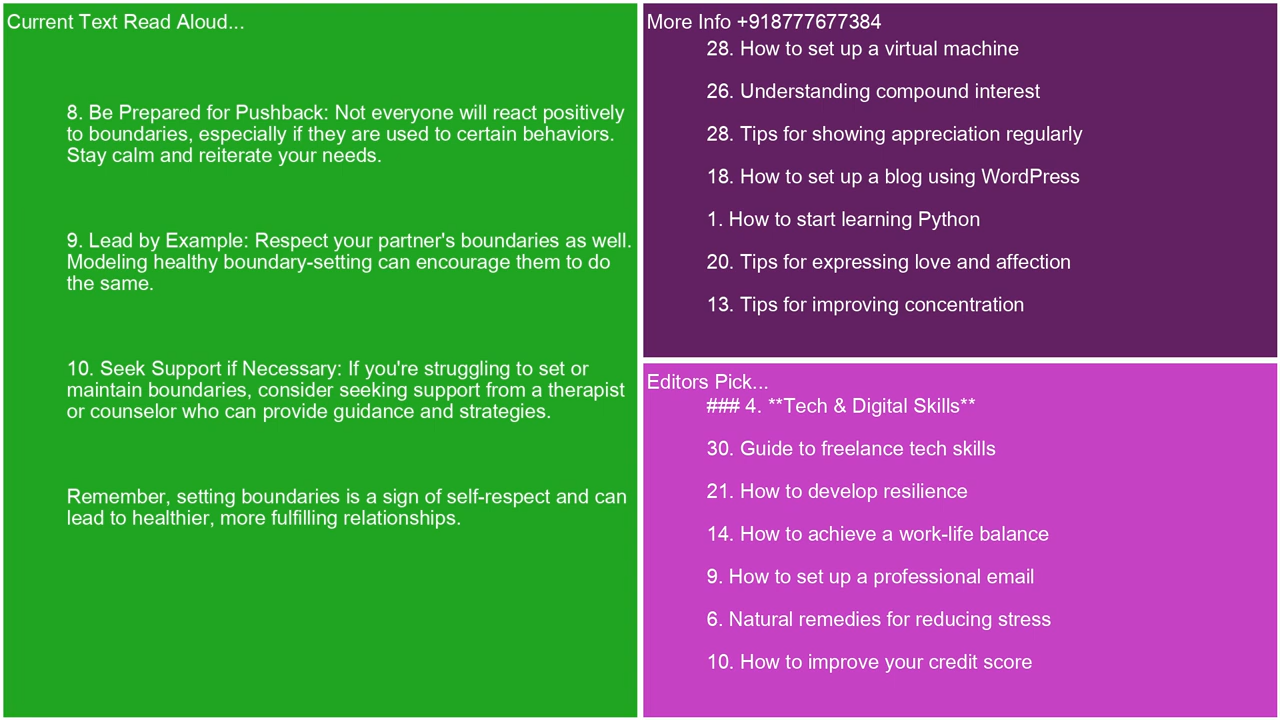 Current Text Read Aloud...
8. Be Prepared for Pushback: Not everyone will react positively
to boundaries, especially if they are used to certain behaviors.
Stay calm and reiterate your needs.
9. Lead by Example: Respect your partner's boundaries as well.
Modeling healthy boundary-setting can encourage them to do
the same.
10. Seek Support if Necessary: If you're struggling to set or
maintain boundaries, consider seeking support from a therapist
or counselor who can provide guidance and strategies.
Remember, setting boundaries is a sign of self-respect and can
lead to healthier, more fulfilling relationships.
More Info +918777677384
28. How to set up a virtual machine
26. Understanding compound interest
28. Tips for showing appreciation regularly
18. How to set up a blog using WordPress
1. How to start learning Python
20. Tips for expressing love and affection
13. Tips for improving concentration
Editors Pick...
### 4. **Tech & Digital Skills**
30. Guide to freelance tech skills
21. How to develop resilience
14. How to achieve a work-life balance
9. How to set up a professional email
6. Natural remedies for reducing stress
10. How to improve your credit score